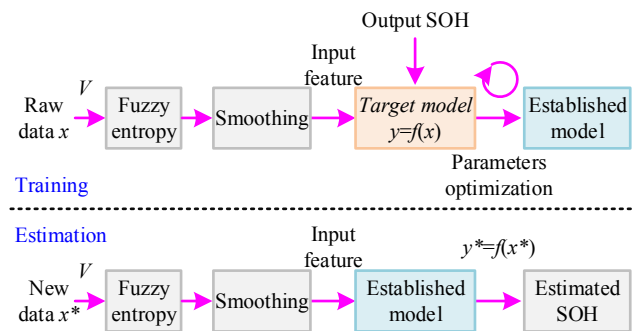 Output SOH
Input
feature
V
Raw
data x
Fuzzy
entropy
Smoothing
Target model
y=f(x)
Established
model
Parameters
optimization
Training
Estimation
Input
feature
y*=f(x*)
V
New
data x*
Fuzzy
entropy
Smoothing
Established
model
Estimated
SOH